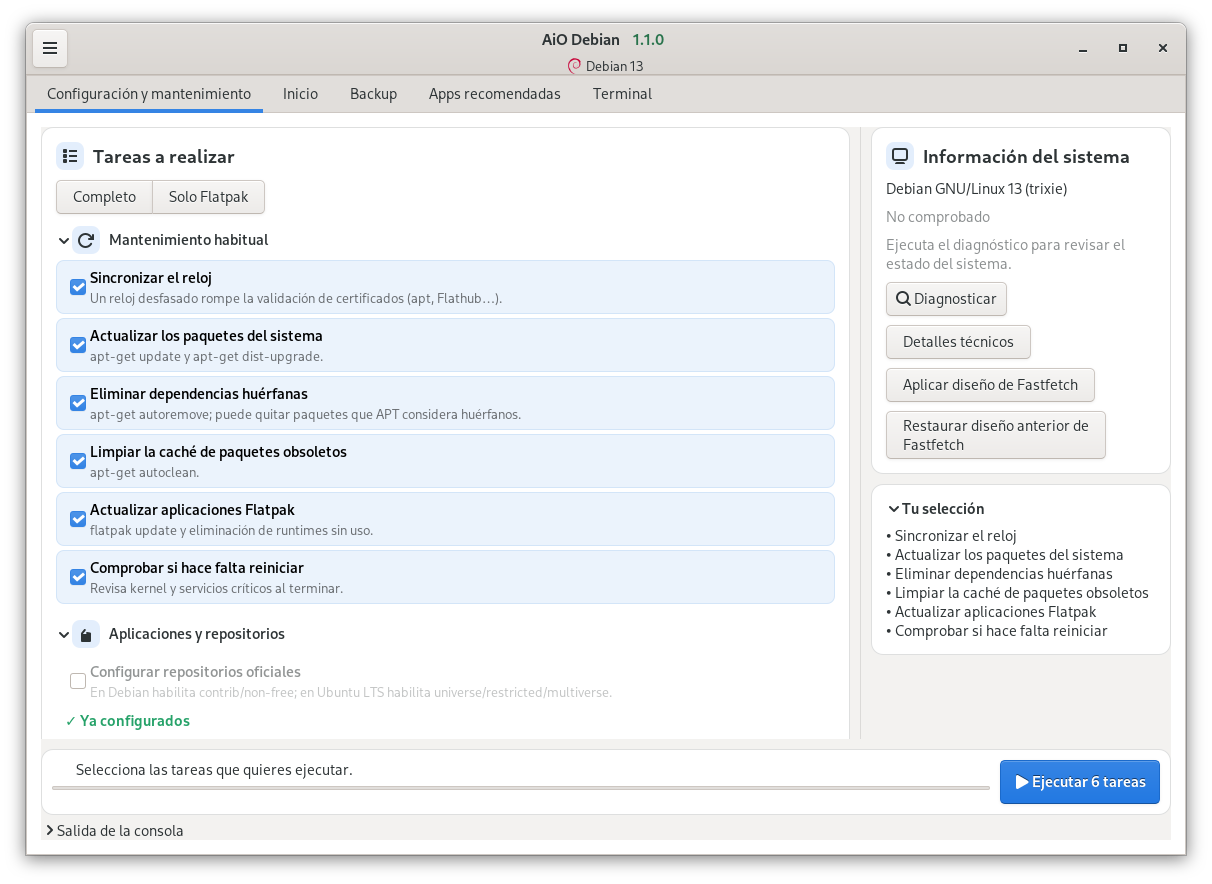 AiO Debian 1.1.0
Debian 13
Configuración y mantenimiento Inicio Backup Apps recomendadas Terminal
Tareas a realizar
Completo Solo Flatpak
Mantenimiento habitual
Sincronizar el reloj
Un reloj desfasado rompe la validación de certificados (apt, Flathub…).
Actualizar los paquetes del sistema
apt-get update y apt-get dist-upgrade.
Eliminar dependencias huérfanas
apt-get autoremove; puede quitar paquetes que APT considera huérfanos.
Limpiar la caché de paquetes obsoletos
apt-get autoclean.
Actualizar aplicaciones Flatpak
flatpak update y eliminación de runtimes sin uso.
Comprobar si hace falta reiniciar
Revisa kernel y servicios críticos al terminar.
Aplicaciones y repositorios
Configurar repositorios oficiales
En Debian habilita contrib/non-free; en Ubuntu LTS habilita universe/restricted/multiverse.
✓ Ya configurados
Información del sistema
Debian GNU/Linux 13 (trixie)
No comprobado
Ejecuta el diagnóstico para revisar el
estado del sistema.
Diagnosticar
Detalles técnicos
Aplicar diseño de Fastfetch
Restaurar diseño anterior de
Fastfetch
Tu selección
• Sincronizar el reloj
• Actualizar los paquetes del sistema
• Eliminar dependencias huérfanas
• Limpiar la caché de paquetes obsoletos
• Actualizar aplicaciones Flatpak
• Comprobar si hace falta reiniciar
Selecciona las tareas que quieres ejecutar.
Ejecutar 6 tareas
Salida de la consola